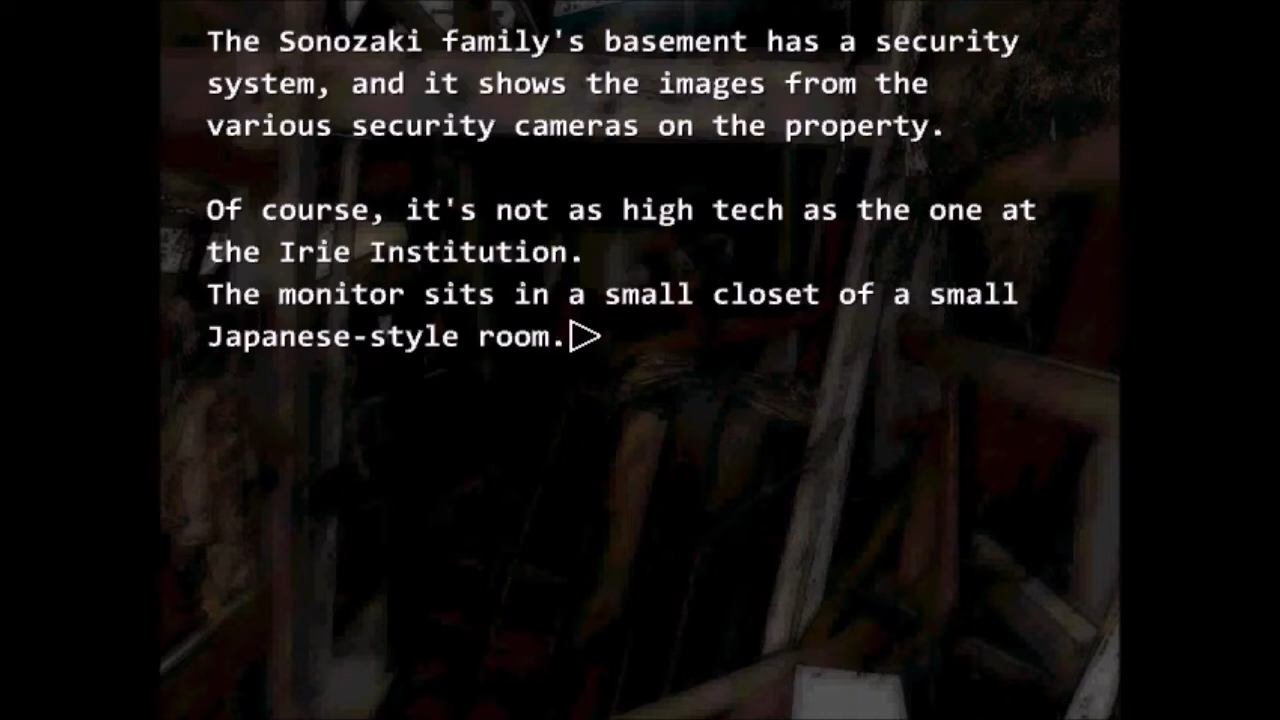 The Sonozaki family's basement has a security
system, and it shows the images from the
various security cameras on the property.
Of course, it's not as high tech as the one at
the Irie Institution.
The monitor sits in a small closet of a small
Japanese-style room.